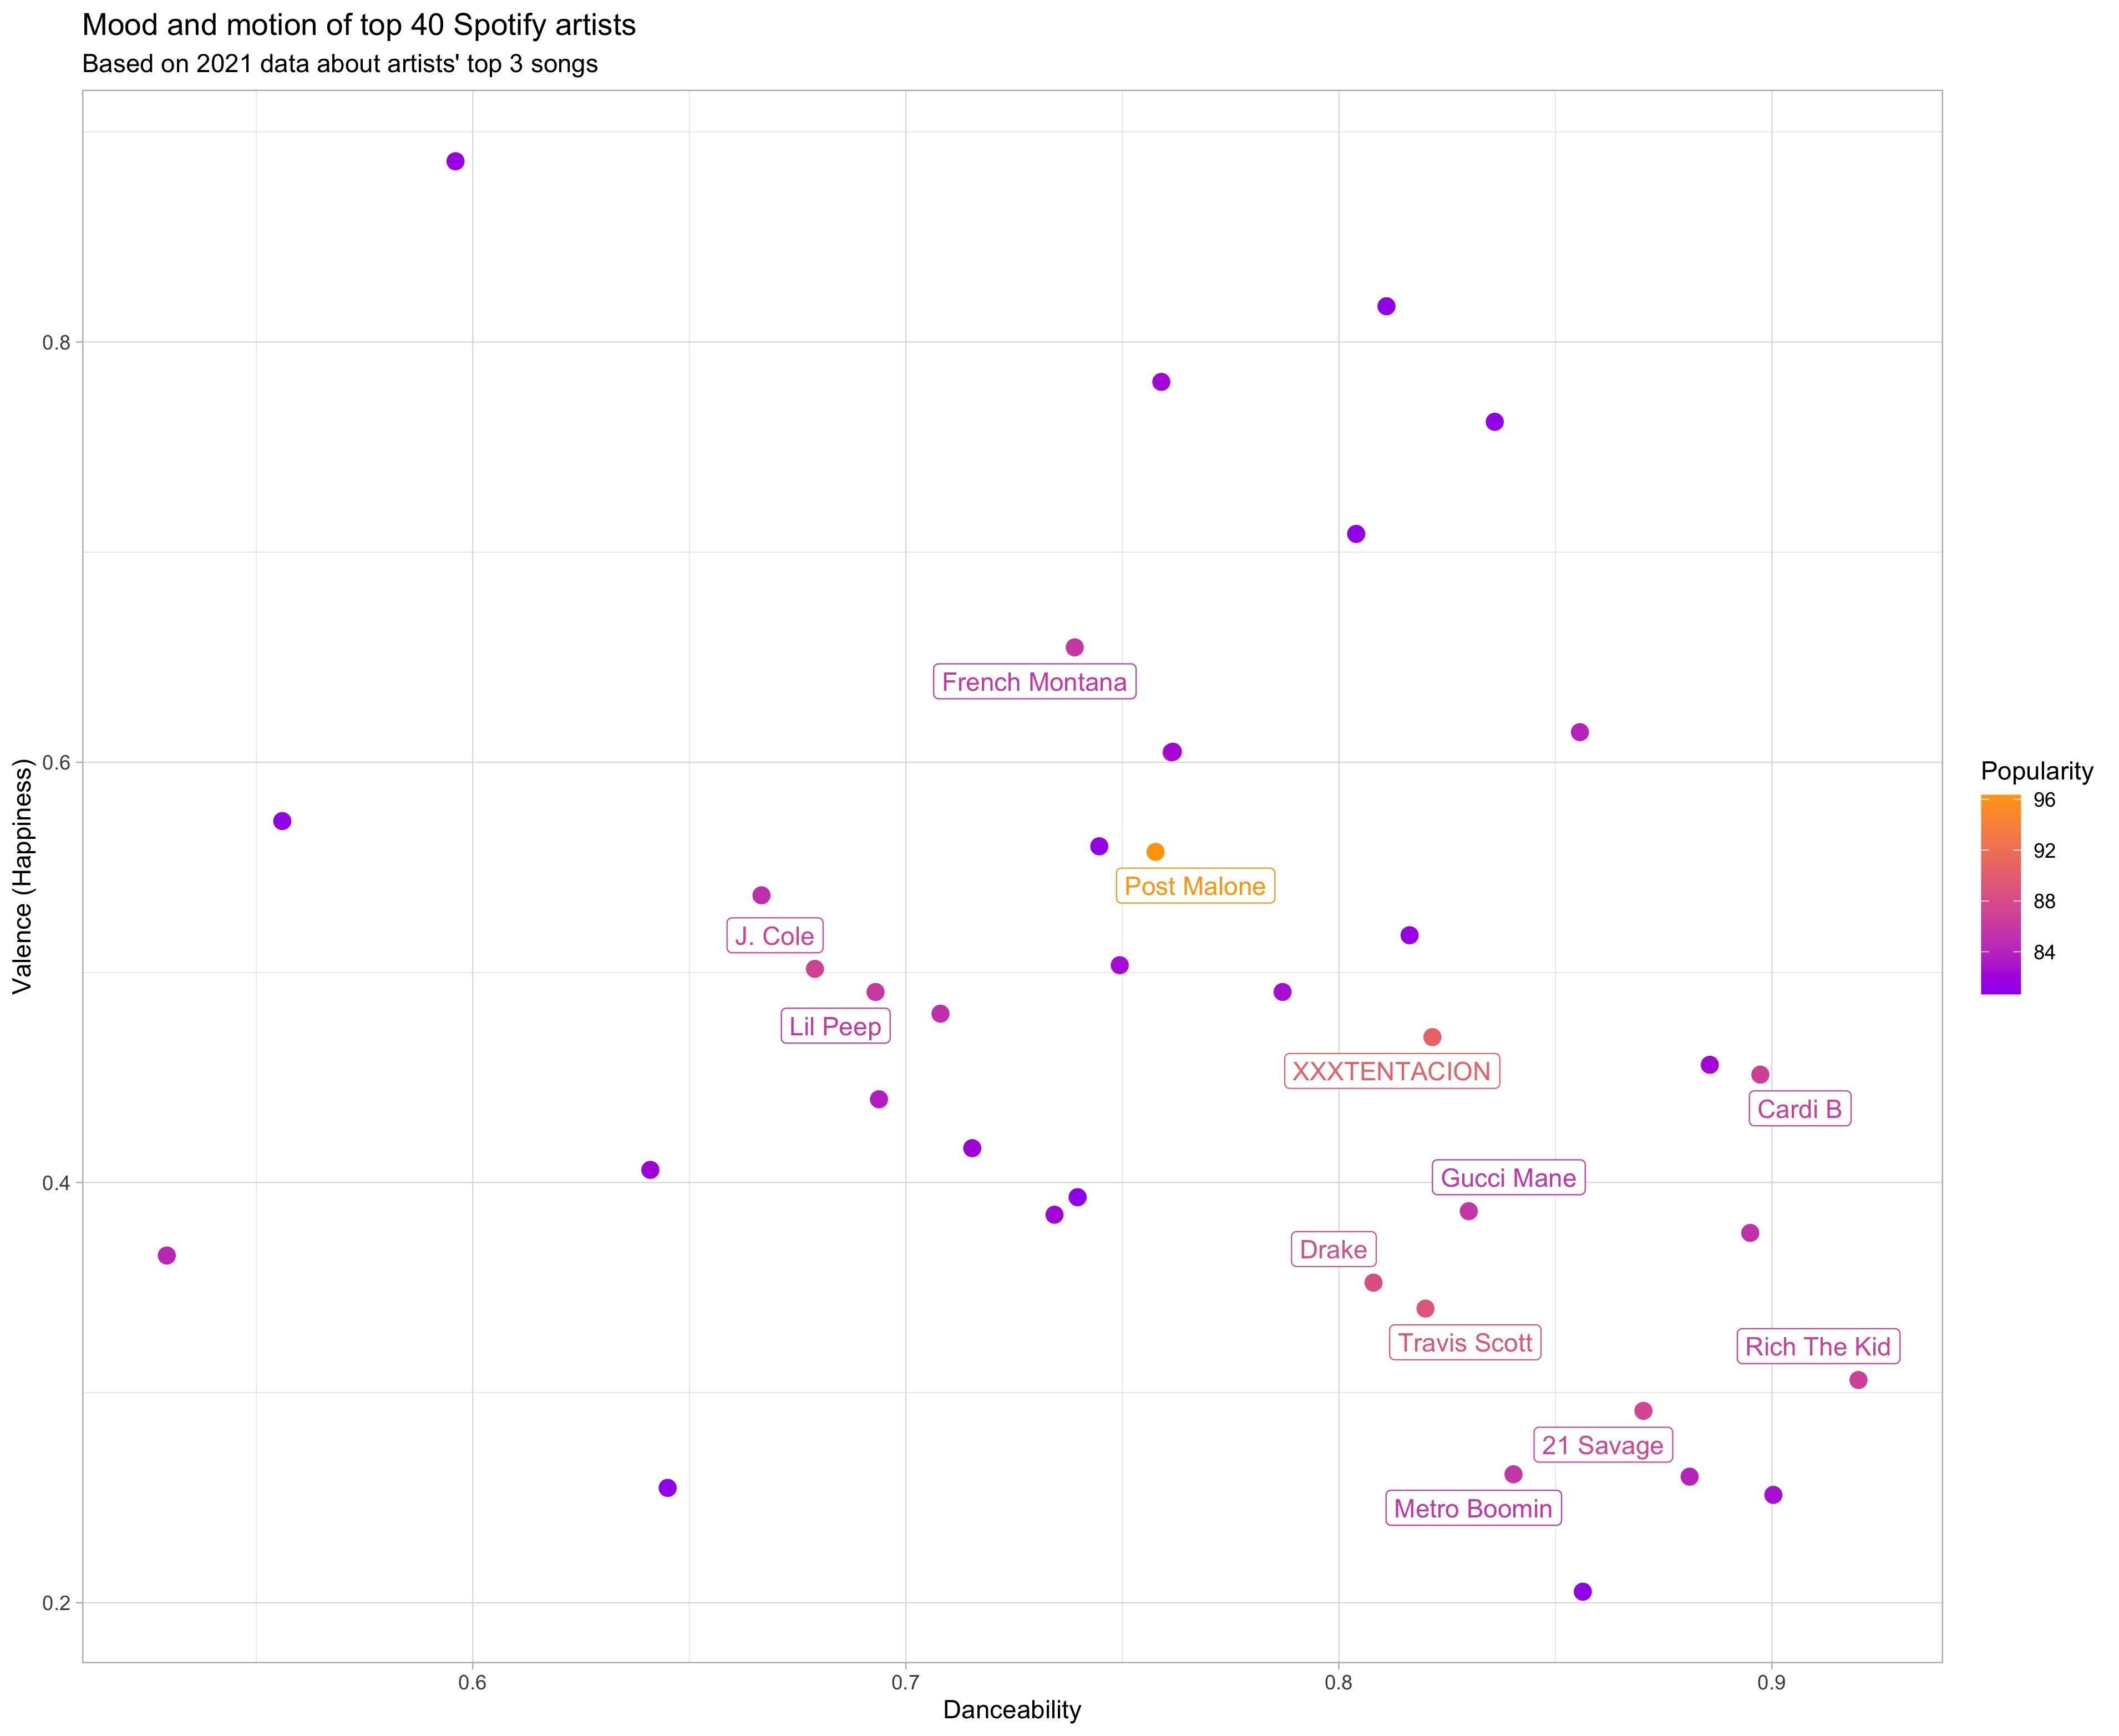 Mood and motion of top 40 Spotify artists
Based on 2021 data about artists' top 3 songs
Valence (Happiness)
0.8
0.6
0.4
0.2
French Montana
Post Malone
J. Cole
Lil Peep
XXXTENTACION
Cardi B
Gucci Mane
Drake
Travis Scott
Rich The Kid
21 Savage
Metro Boomin
0.6
0.7
0.8
0.9
Danceability
Popularity
96
92
88
84